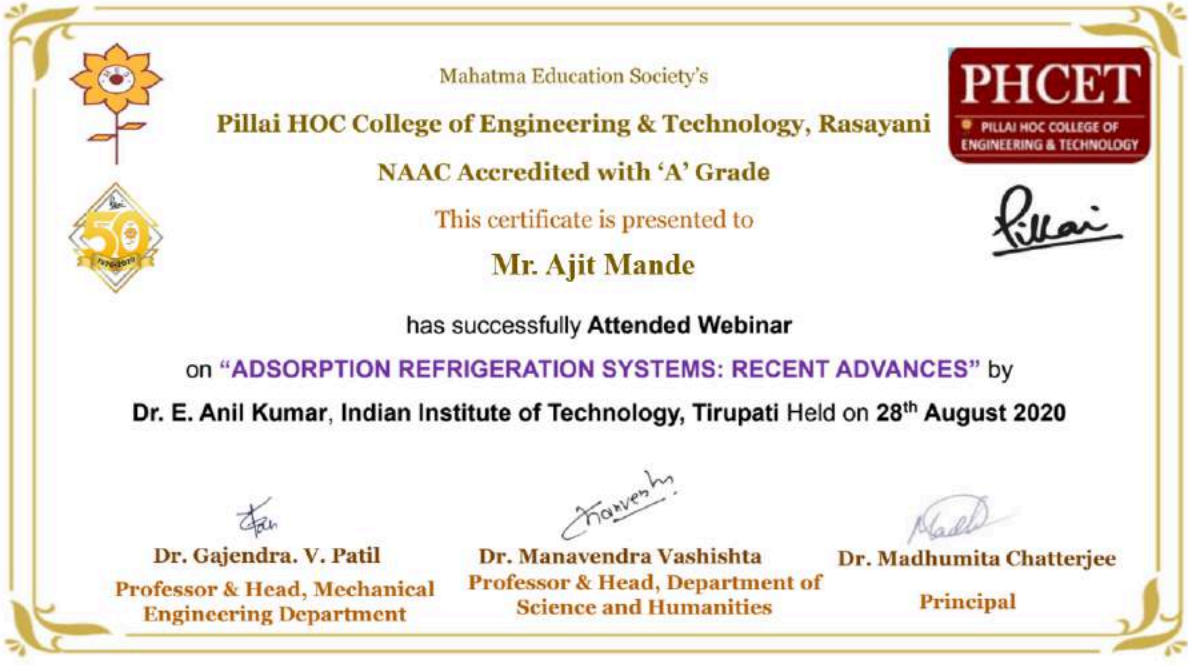 Mahatma Education Society's
Pillai HOC College of Engineering & Technology, Rasayani
NAAC Accredited with ‘A’ Grade
This certificate is presented to
Mr. Ajit Mande
has successfully Attended Webinar
on “ADSORPTION REFRIGERATION SYSTEMS: RECENT ADVANCES” by
Dr. E. Anil Kumar, Indian Institute of Technology, Tirupati Held on 28th August 2020
PHCET
PILLAI HOC COLLEGE OF
ENGINEERING & TECHNOLOGY
Pillai
50
1970-2020
Dr. Gajendra. V. Patil
Professor & Head, Mechanical
Engineering Department
Dr. Manavendra Vashishta
Professor & Head, Department of
Science and Humanities
Dr. Madhumita Chatterjee
Principal